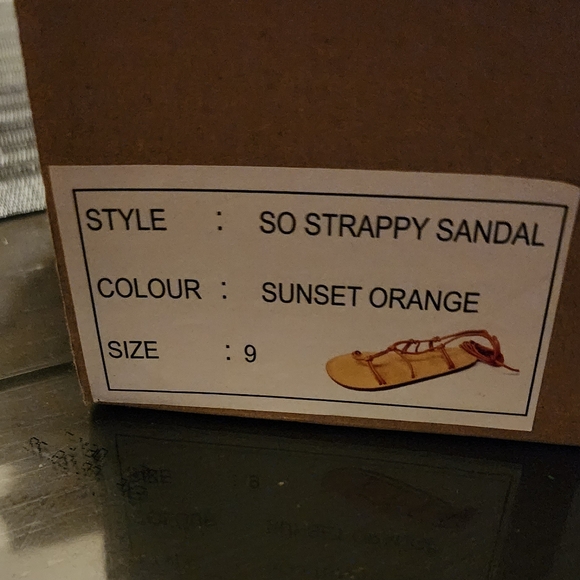 STYLE : SO STRAPPY SANDAL
COLOUR : SUNSET ORANGE
SIZE : 9